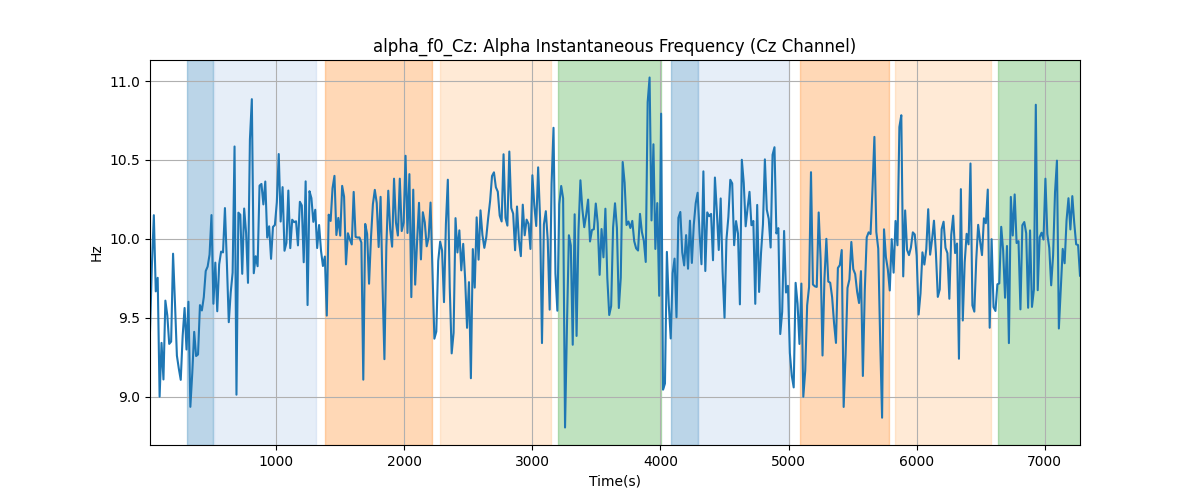 alpha_f0_Cz: Alpha Instantaneous Frequency (Cz Channel)
11.0
10.5
10.0
9.5
9.0
Hz
1000 2000 3000 4000 5000 6000 7000
Time(s)